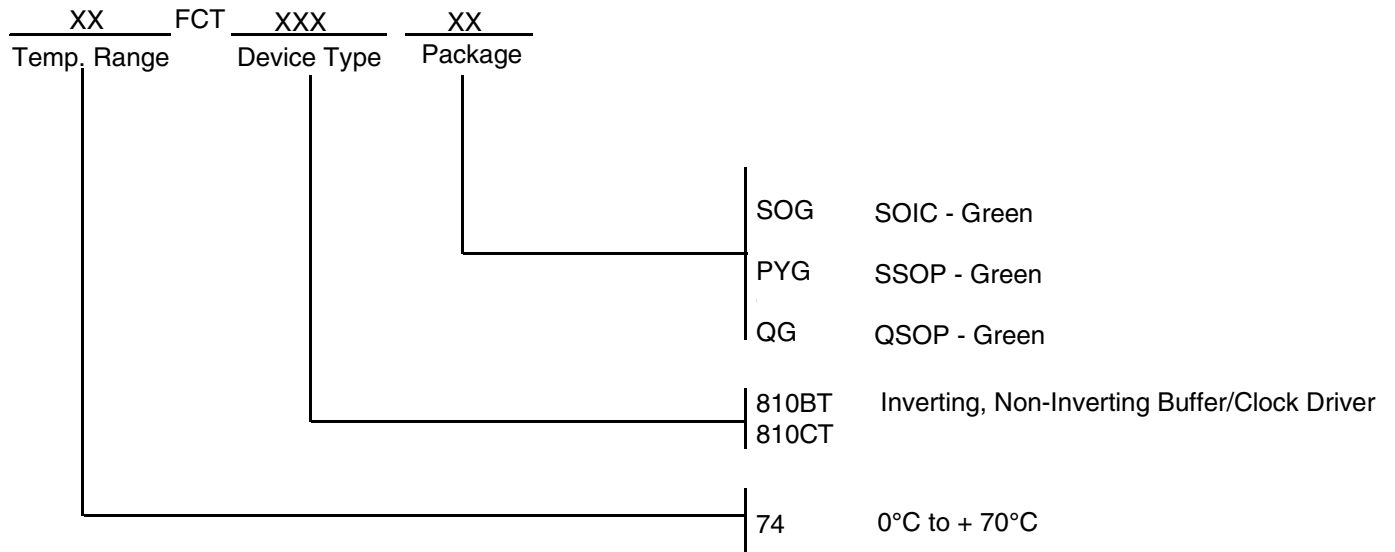 XX FCT XXX XX
Temp. Range Device Type Package
SOG SOIC - Green
PYG SSOP - Green
QG QSOP - Green
810BT Inverting, Non-Inverting Buffer/Clock Driver
810CT
74 0°C to + 70°C